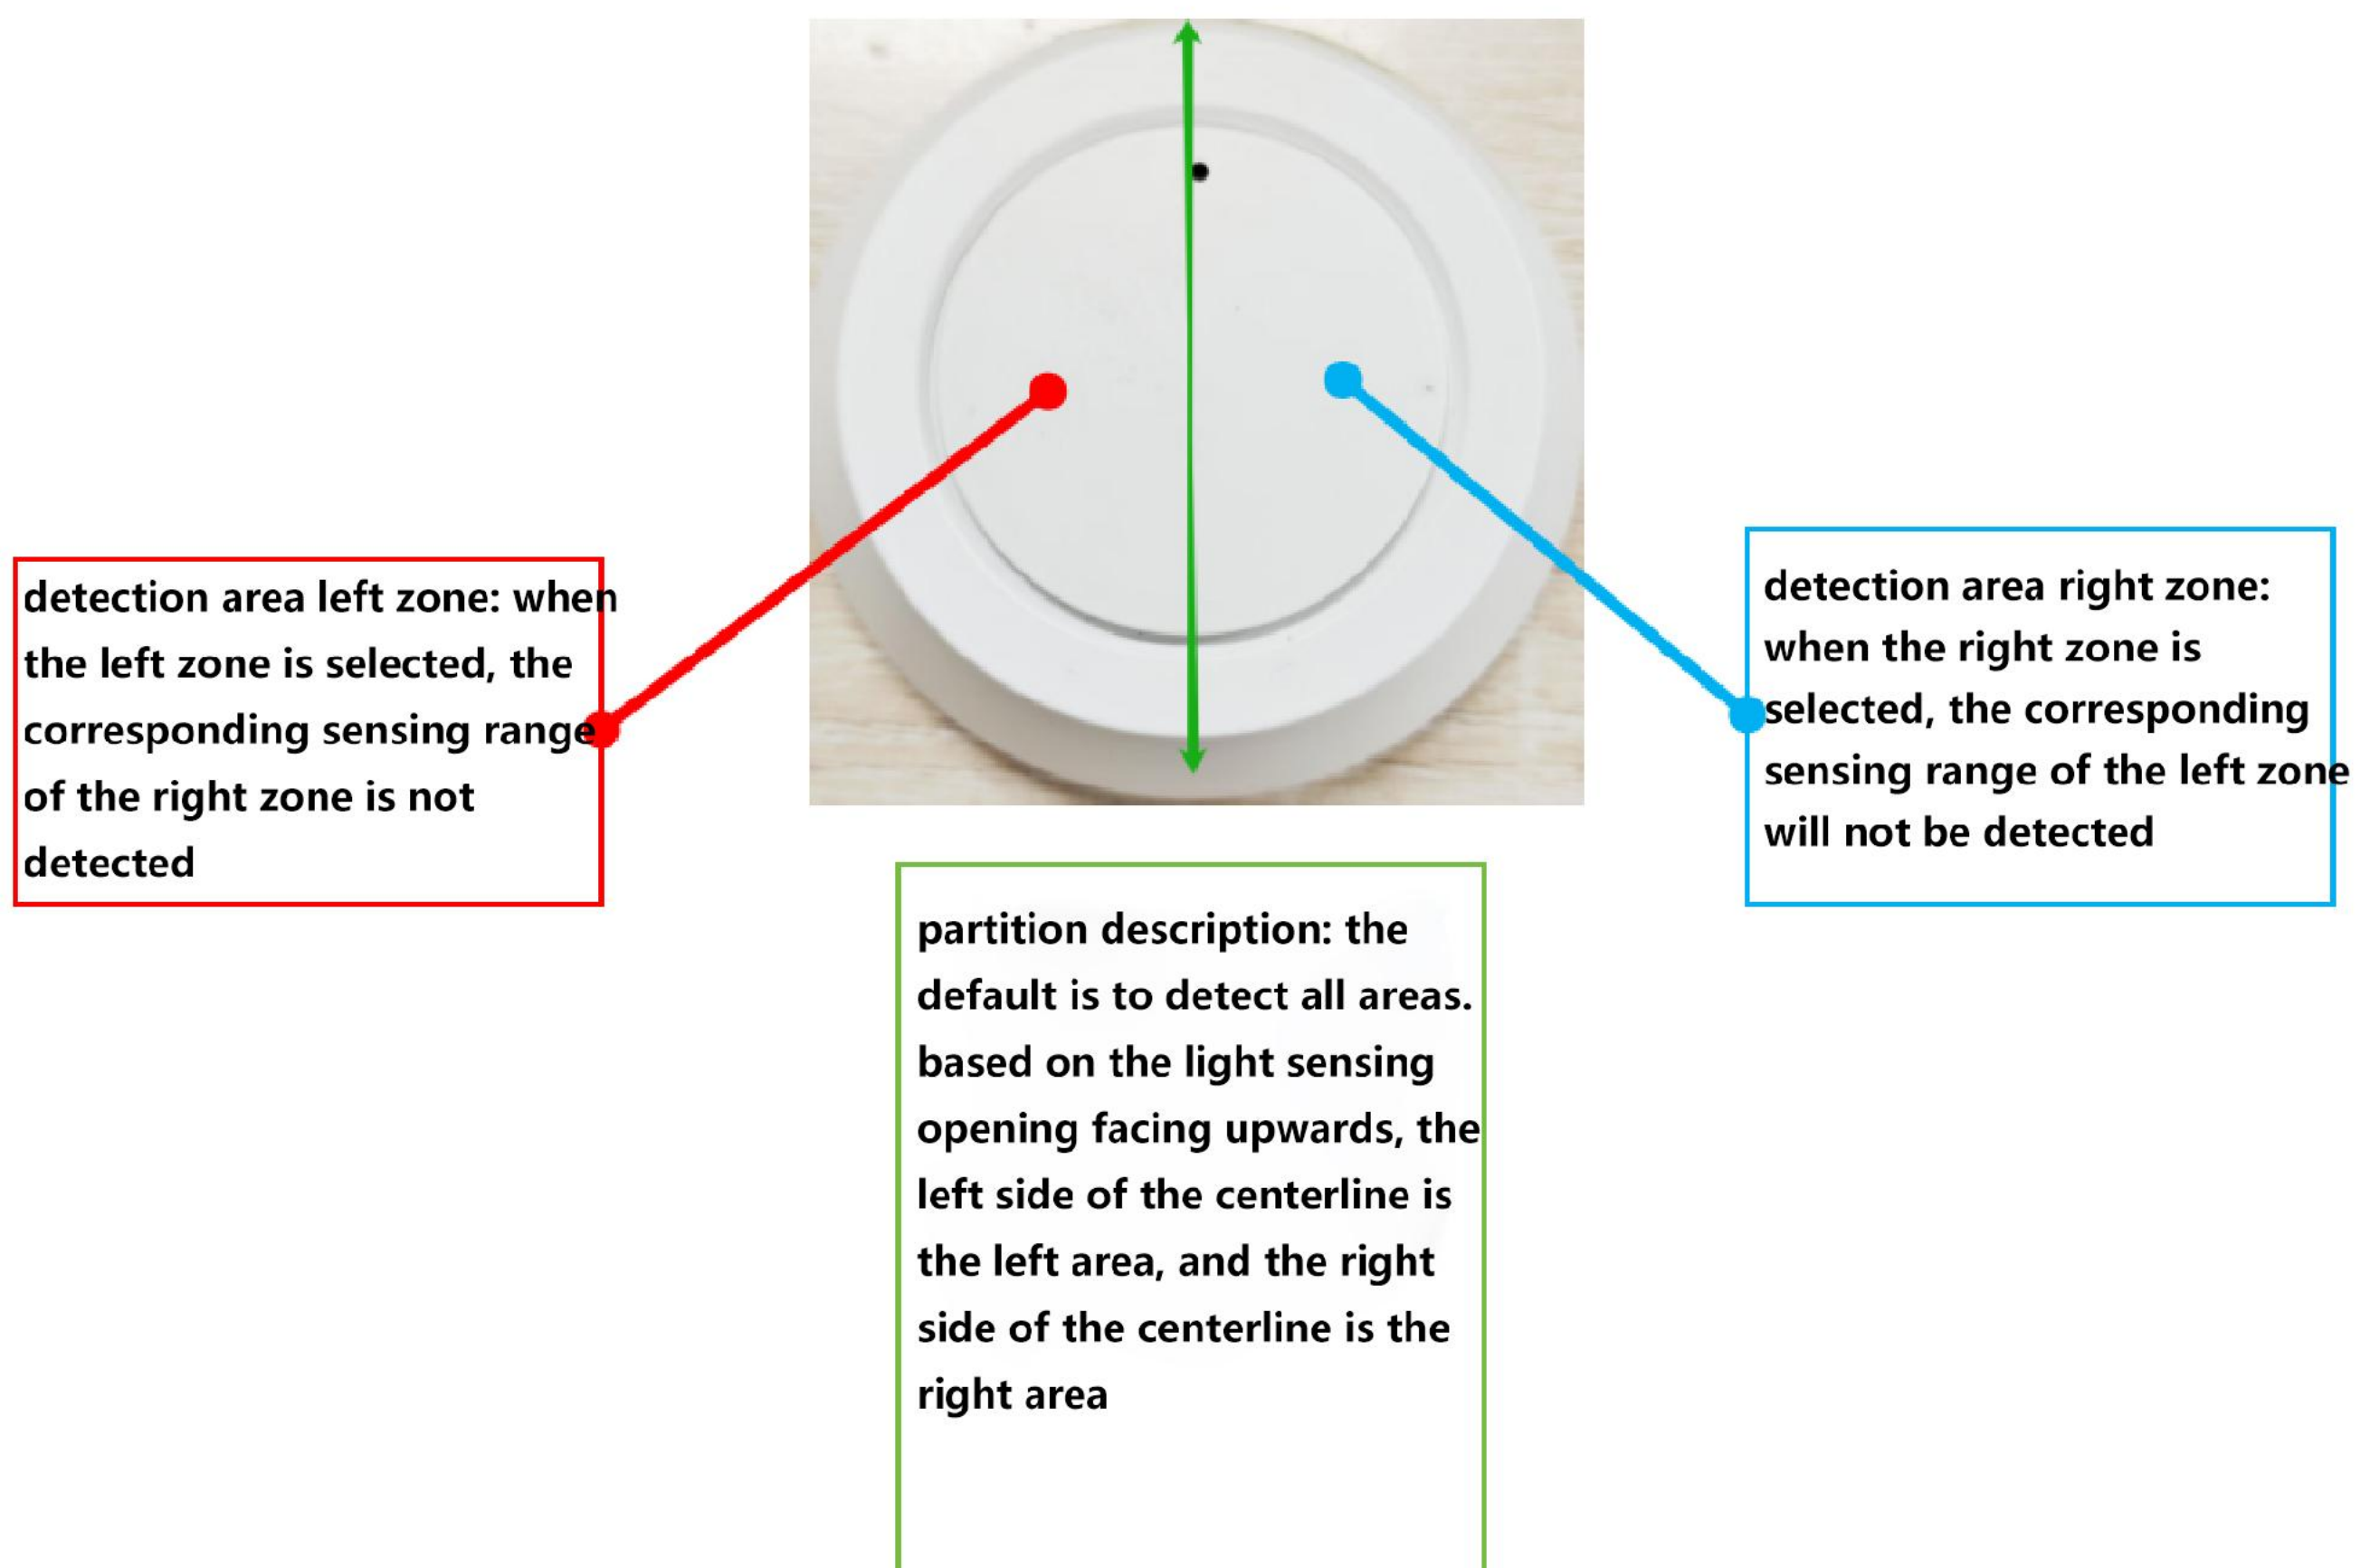 detection area left zone: when
the left zone is selected, the
corresponding sensing range
of the right zone is not
detected
detection area right zone:
when the right zone is
selected, the corresponding
sensing range of the left zone
will not be detected
partition description: the
default is to detect all areas.
based on the light sensing
opening facing upwards, the
left side of the centerline is
the left area, and the right
side of the centerline is the
right area